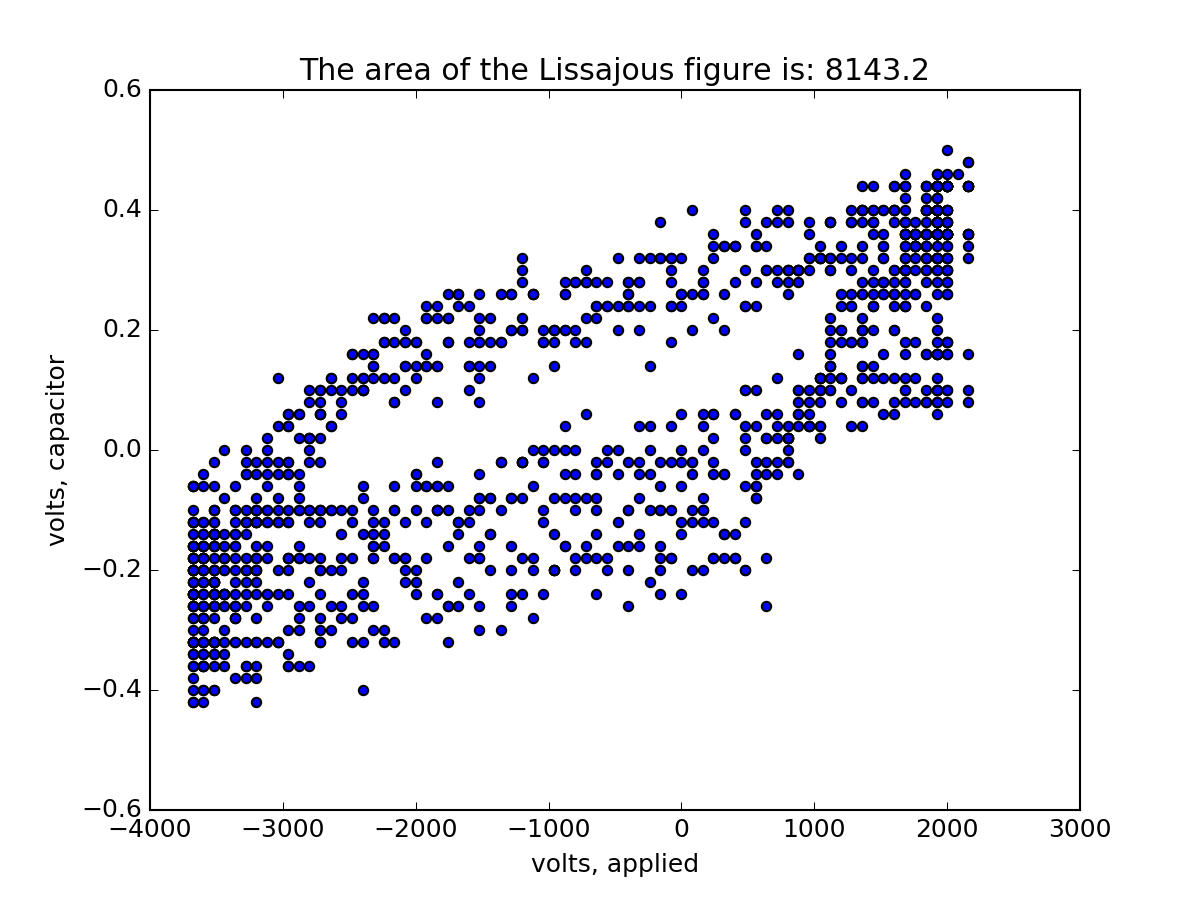 The area of the Lissajous figure is: 8143.2
0.6
0.4
0.2
0.0
−0.2
−0.4
−0.6
−4000 −3000 −2000 −1000 0 1000 2000 3000
volts, capacitor
volts, applied